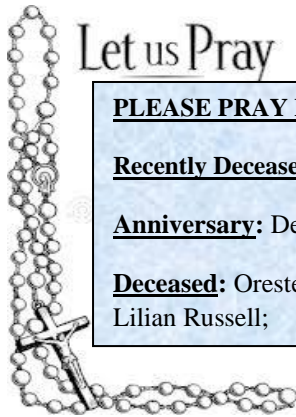 Let us Pray
PLEASE PRAY
Recently
Anniversary:
Deceased:
Lilian Russell;